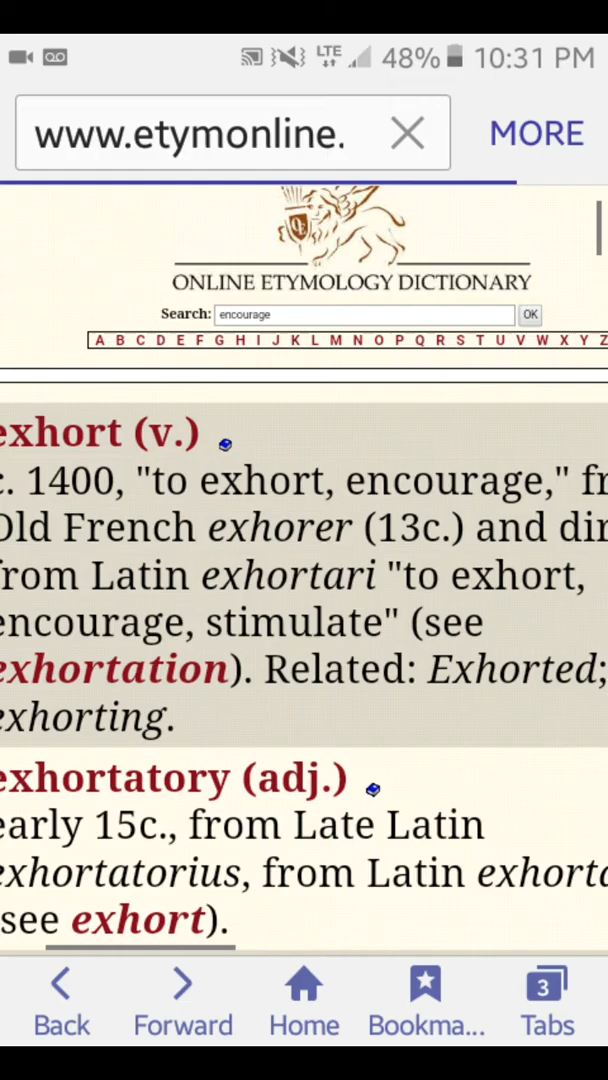 LTE 48% 10:31 PM
www.etymonline. MORE
OE
ONLINE ETYMOLOGY DICTIONARY
Search: encourage OK
A B C D E F G H I J K L M N O P Q R S T U V W X Y Z
exhort (v.)
c. 1400, "to exhort, encourage," fr
Old French exhorer (13c.) and dir
from Latin exhortari "to exhort,
encourage, stimulate" (see
exhortation). Related: Exhorted;
exhorting.
exhortatory (adj.)
early 15c., from Late Latin
exhortatorius, from Latin exhorta
(see exhort).
3
Back Forward Home Bookma... Tabs